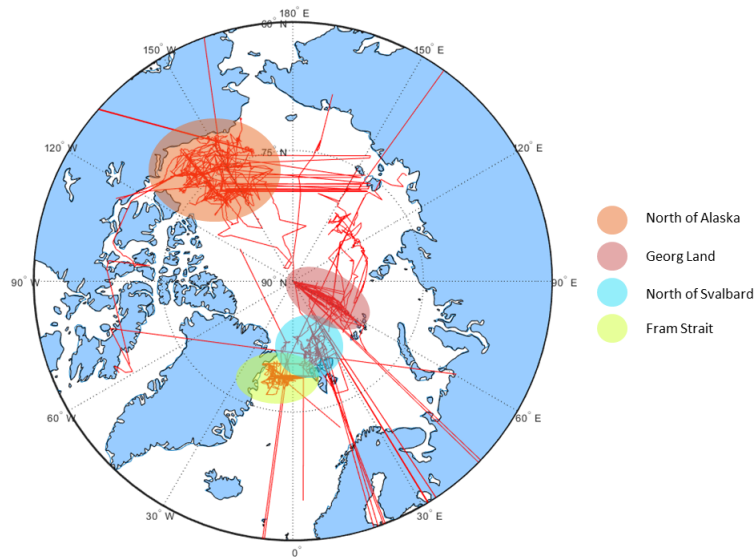 180° E
60° N
150° W
150° E
120° W
75° N
120° E
North of Alaska
Georg Land
90° W
90° N
90° E
North of Svalbard
Fram Strait
60° W
60° E
30° W
30° E
0°